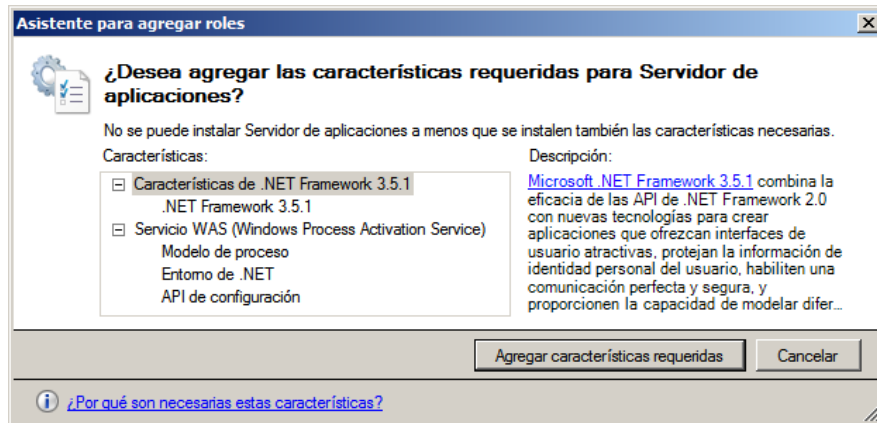 Asistente para agregar roles
¿Desea agregar las características requeridas para Servidor de
aplicaciones?
No se puede instalar Servidor de aplicaciones a menos que se instalen también las características necesarias.
Características:
Características de .NET Framework 3.5.1
.NET Framework 3.5.1
Servicio WAS (Windows Process Activation Service)
Modelo de proceso
Entorno de .NET
API de configuración
Descripción:
Microsoft .NET Framework 3.5.1 combina la
eficacia de las API de .NET Framework 2.0
con nuevas tecnologías para crear
aplicaciones que ofrezcan interfaces de
usuario atractivas, protejan la información de
identidad personal del usuario, habiliten una
comunicación perfecta y segura, y
proporcionen la capacidad de modelar difer...
Agregar características requeridas
Cancelar
¿Por qué son necesarias estas características?